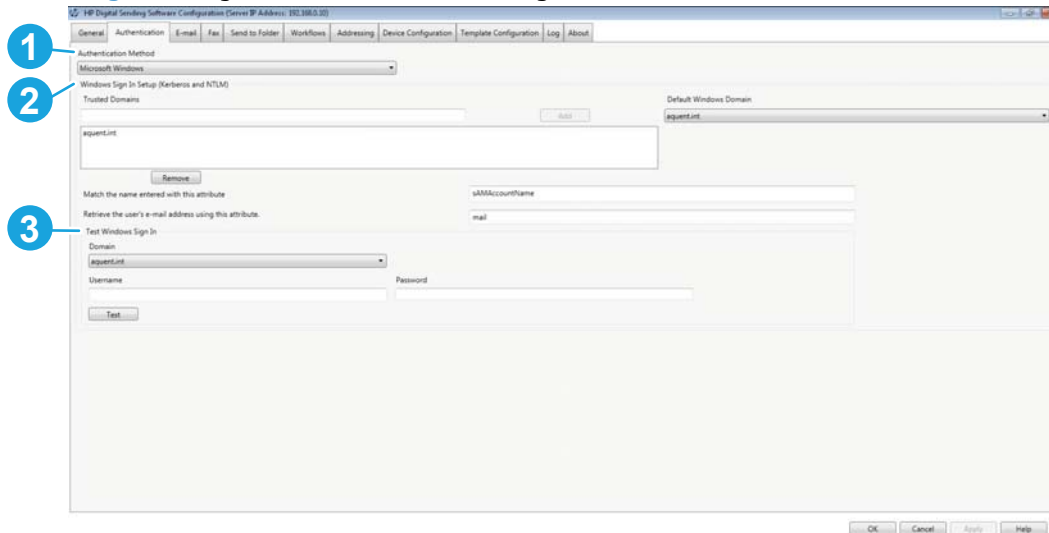 HP Digital Sending Software Configuration (Server IP Address: 192.168.0.10)
General Authentication E-mail Fax Send to Folder Workflows Addressing Device Configuration Template Configuration Log About
1
Authentication Method
Microsoft Windows
2
Windows Sign In Setup (Kerberos and NTLM)
Trusted Domains
Default Windows Domain
Add
aquent.int
aquent.int
Remove
Match the name entered with this attribute
sAMAccountName
Retrieve the user's e-mail address using this attribute.
mail
3
Test Windows Sign In
Domain
aquent.int
Username
Password
Test
OK Cancel Apply Help